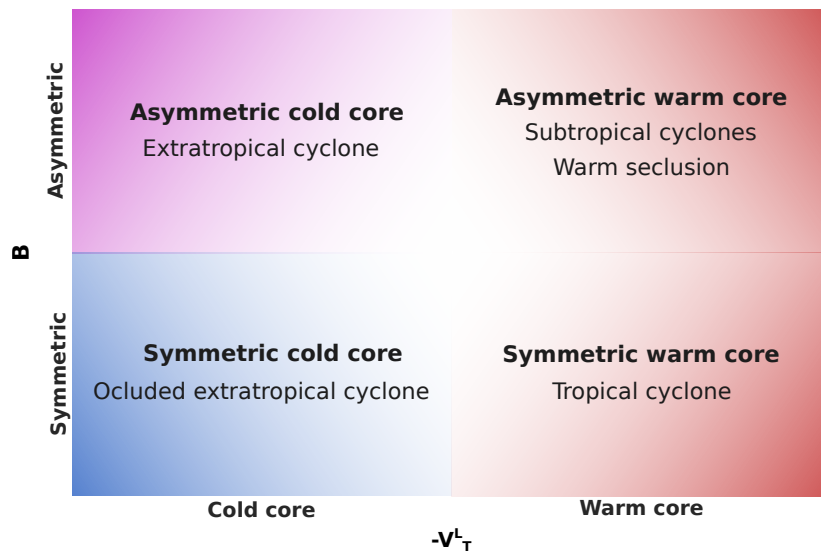 Asymmetric
Asymmetric cold core
Extratropical cyclone
Asymmetric warm core
Subtropical cyclones
Warm seclusion
B
Symmetric
Symmetric cold core
Ocluded extratropical cyclone
Symmetric warm core
Tropical cyclone
Cold core
Warm core
-VᴸT